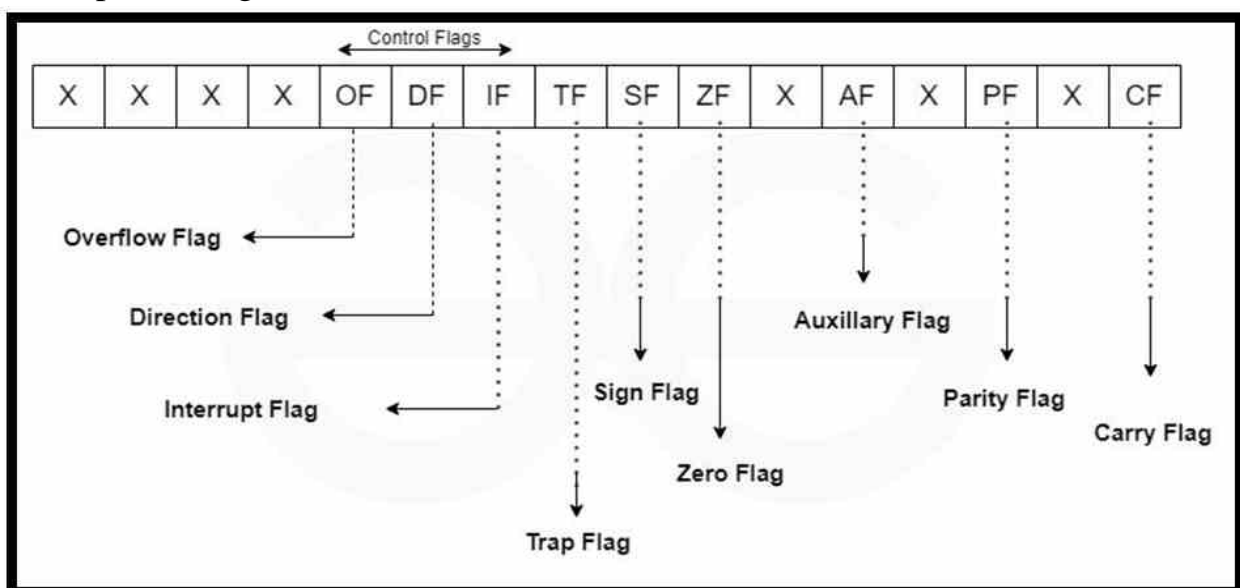 Control Flags
X X X X OF DF IF TF SF ZF X AF X PF X CF
Overflow Flag
Direction Flag
Auxillary Flag
Interrupt Flag
Sign Flag
Parity Flag
Carry Flag
Zero Flag
Trap Flag